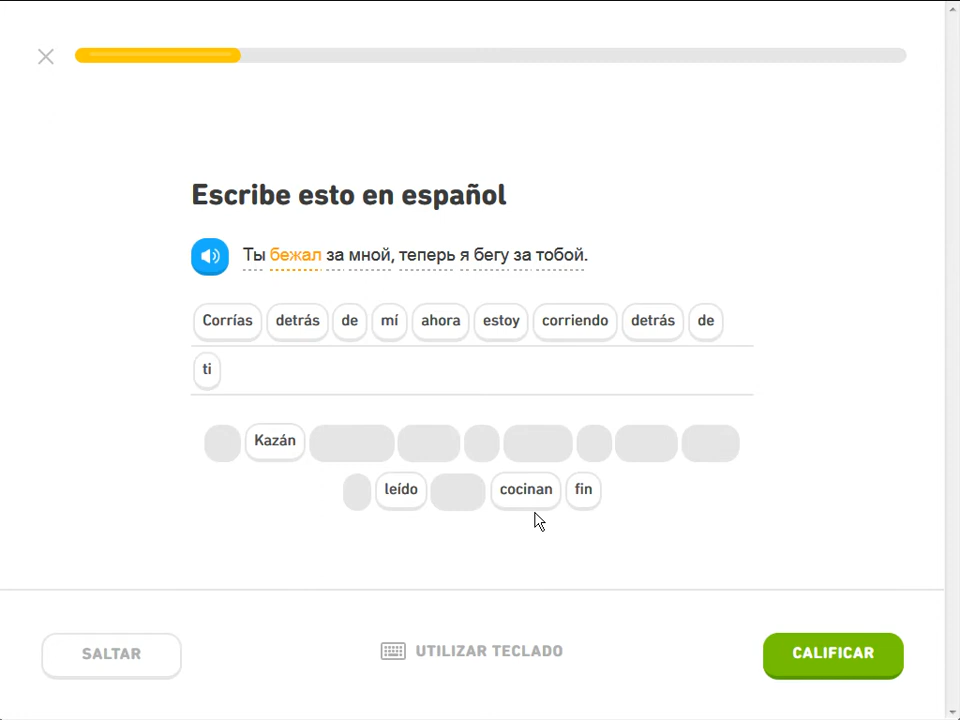 Escribe esto en español
Ты бежал за мной, теперь я бегу за тобой.
Corrías detrás de mí ahora estoy corriendo detrás de
ti
Kazán
leído cocinan fin
SALTAR UTILIZAR TECLADO CALIFICAR